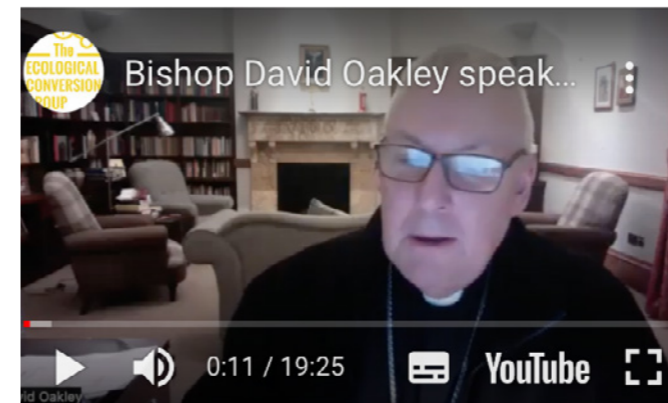 The
ECOLOGICAL
CONVERSION
GROUP
Bishop David Oakley speak...
0:11 / 19:25
YouTube
vid Oakley